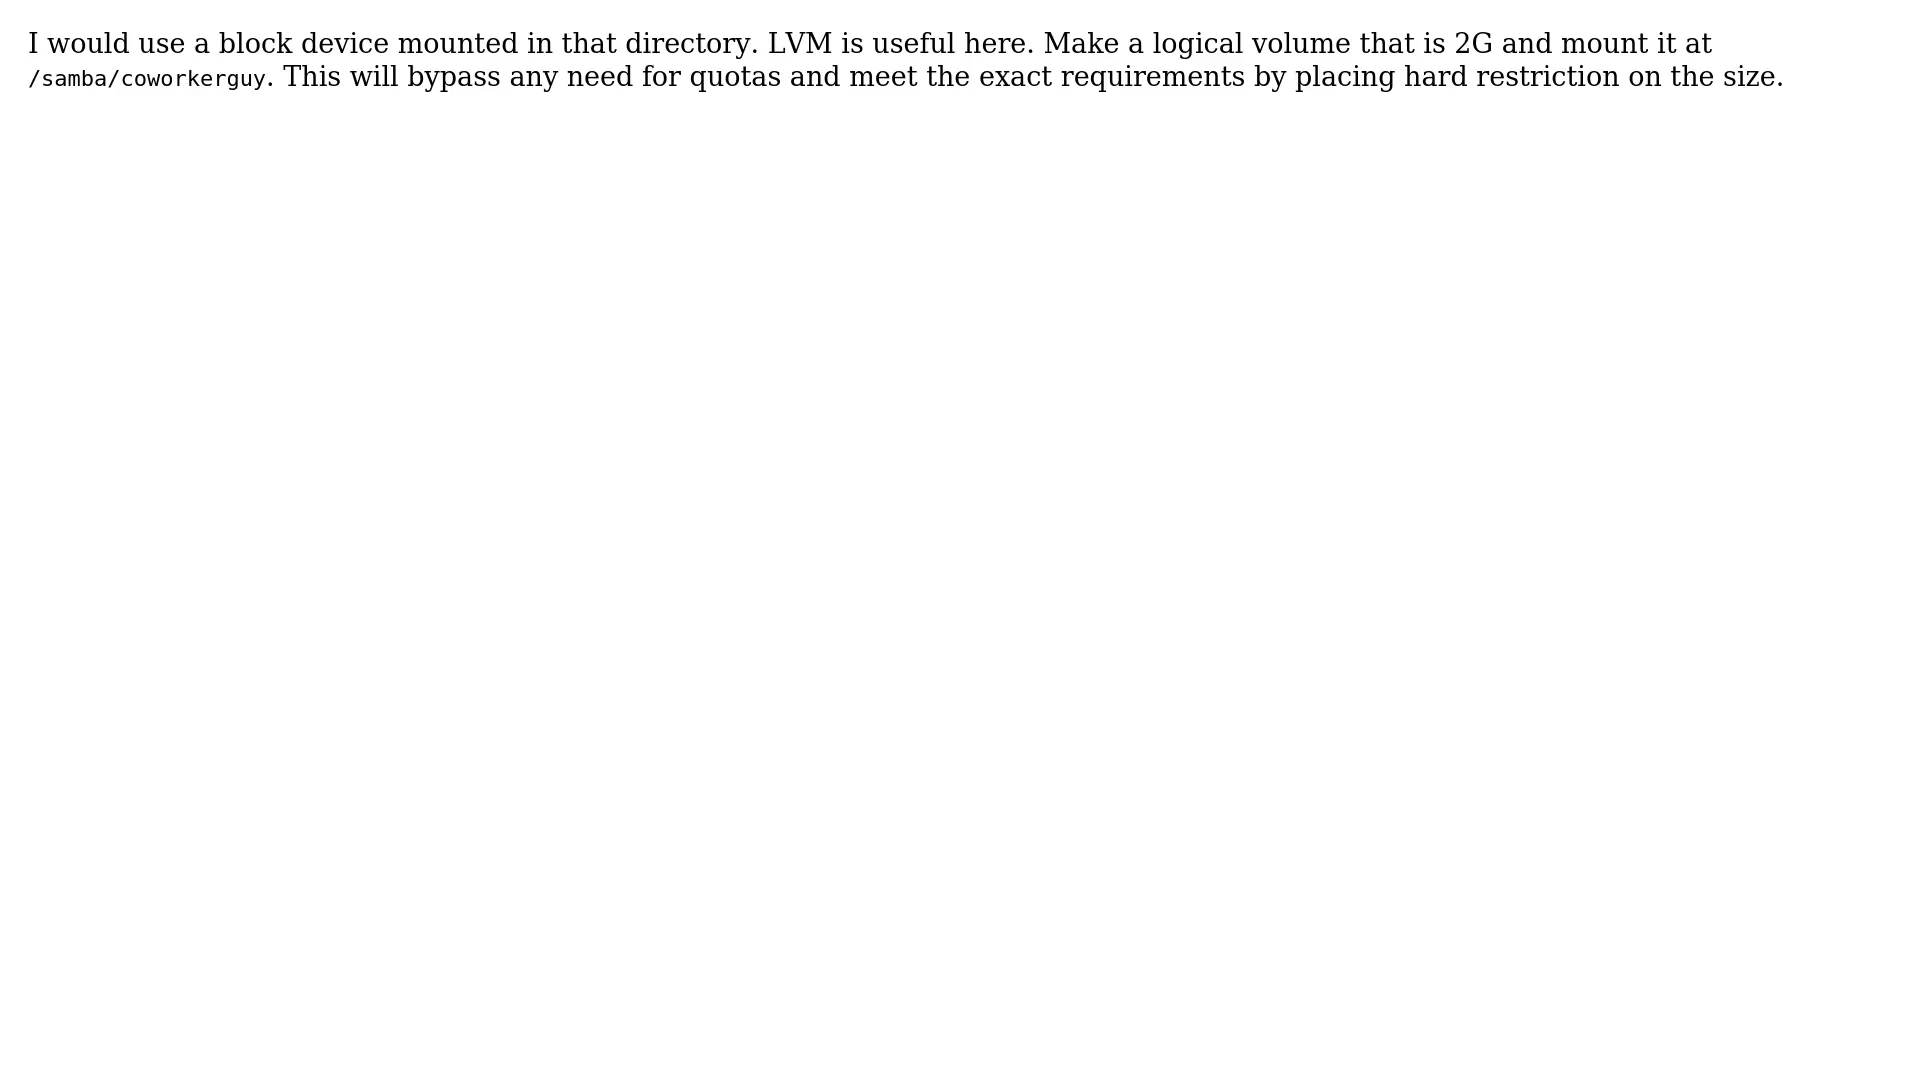 I would use a block device mounted in that directory. LVM is useful here. Make a logical volume that is 2G and mount it at
/samba/coworkerguy. This will bypass any need for quotas and meet the exact requirements by placing hard restriction on the size.